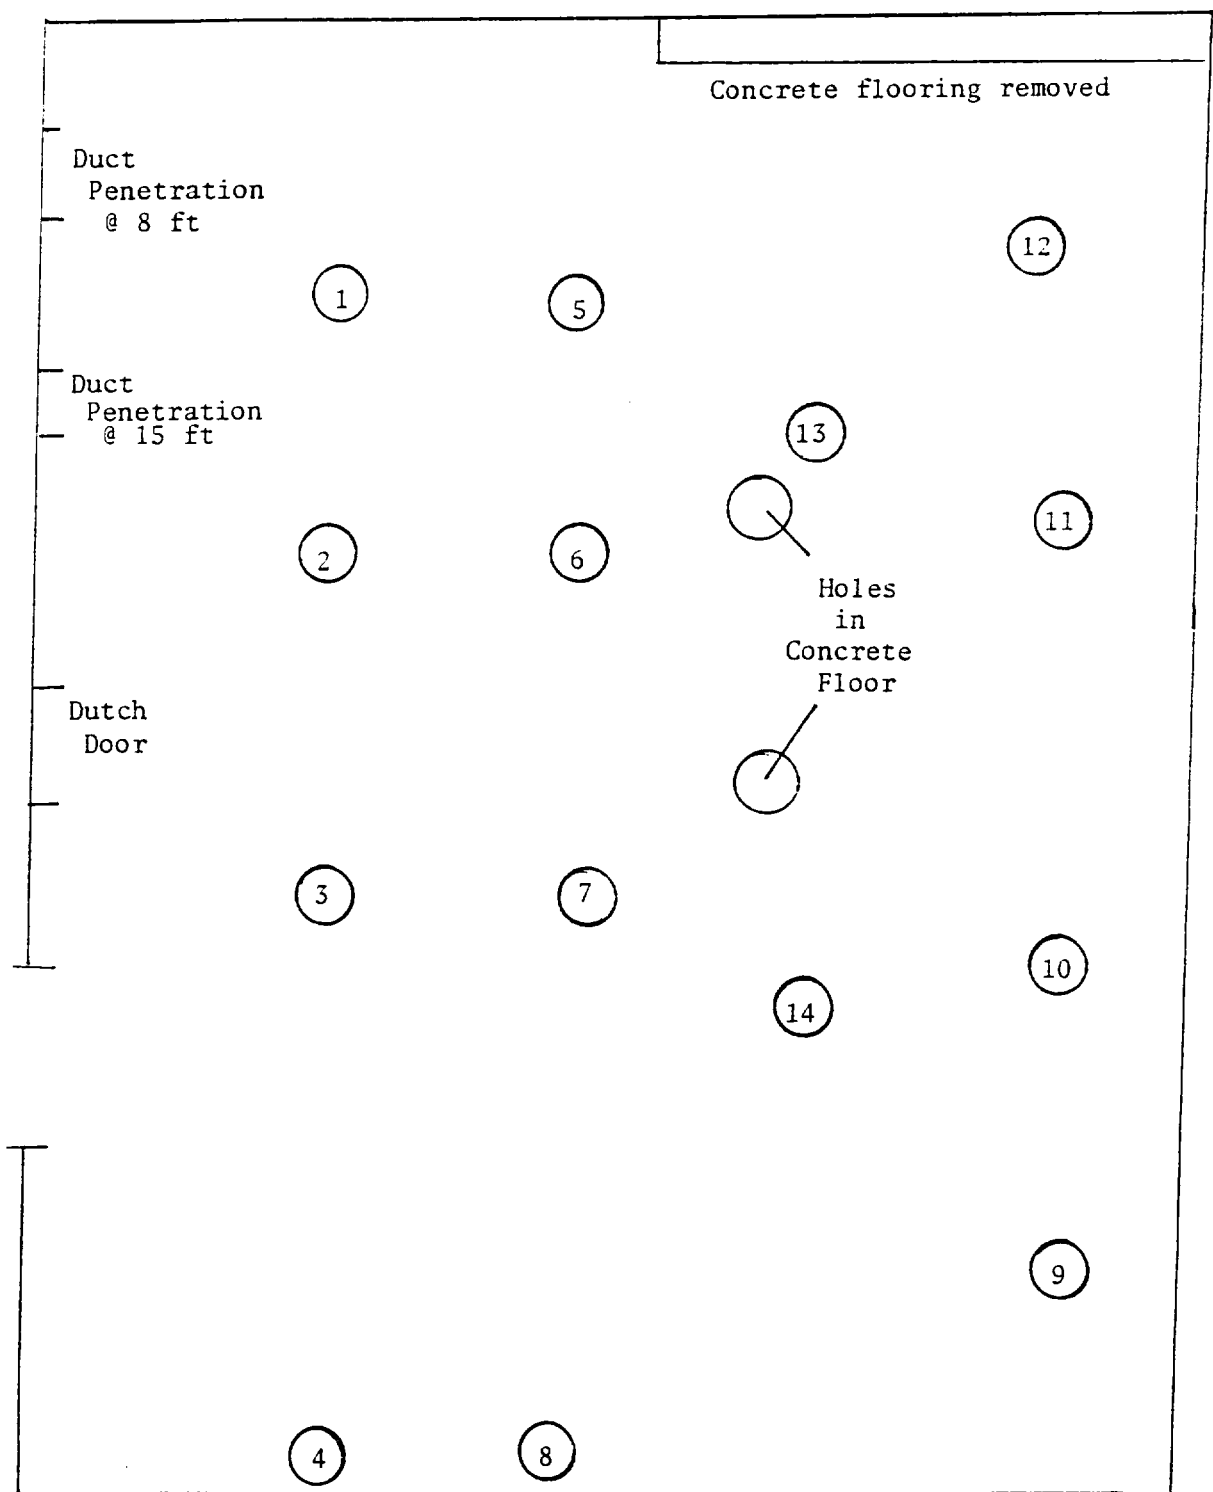 Concrete flooring removed
Duct
Penetration
@ 8 ft
12
1
5
Duct
Penetration
@ 15 ft
13
11
2
6
Holes
in
Concrete
Floor
Dutch
Door
3
7
10
14
9
4
8